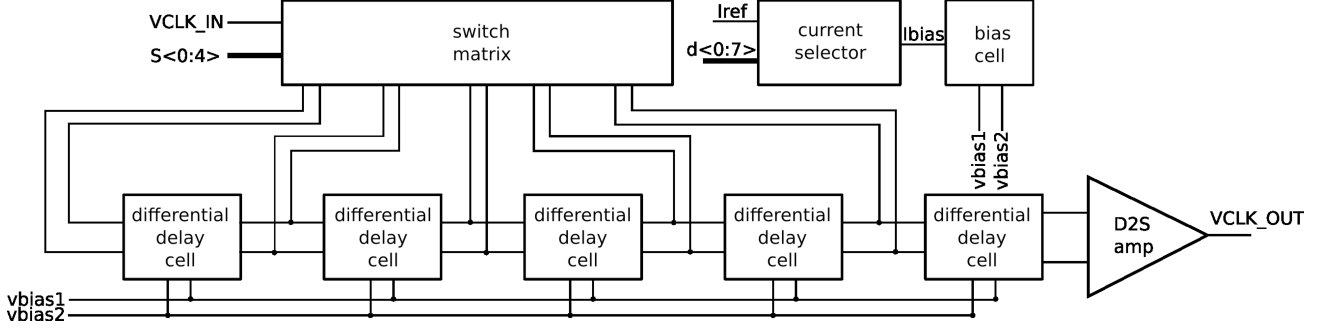 VCLK_IN
S<0:4>
switch
matrix
Iref
d<0:7>
current
selector
Ibias
bias
cell
vbias1
vbias2
differential
delay
cell
differential
delay
cell
differential
delay
cell
differential
delay
cell
differential
delay
cell
D2S
amp
VCLK_OUT
vbias1
vbias2